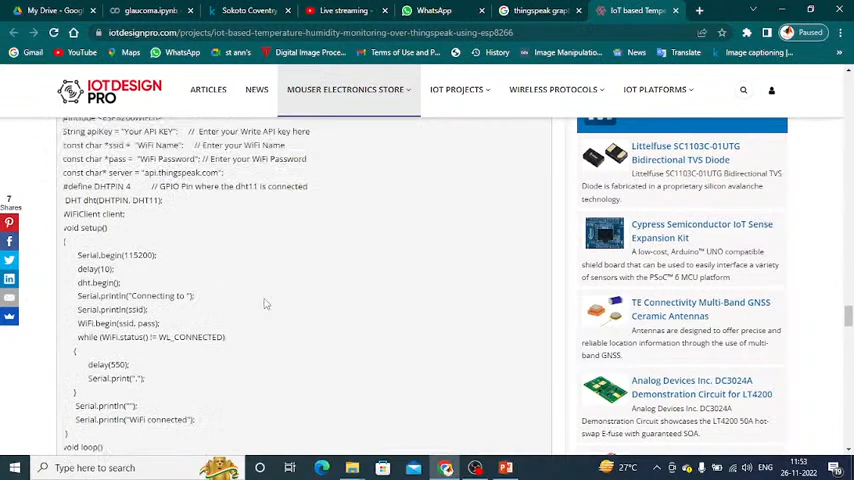 My Drive - Goog
glaucoma.ipynb
Sokoto Coventry
Live streaming -
WhatsApp
thingspeak grap
IoT based Tempe
iotdesignpro.com/projects/iot-based-temperature-humidity-monitoring-over-thingspeak-using-esp8266
Paused
Gmail
YouTube
Maps
WhatsApp
st ann's
Digital Image Proce...
Terms of Use and P...
History
Image Manipulatio...
News
Translate
Image captioning ...
IOTDESIGN
PRO
ARTICLES
NEWS
MOUSER ELECTRONICS STORE
IOT PROJECTS
WIRELESS PROTOCOLS
IOT PLATFORMS
String apiKey = "Your API KEY"; // Enter your Write API key here
const char *ssid = "WiFi Name"; // Enter your WiFi Name
const char *pass = "WiFi Password"; // Enter your WiFi Password
const char* server = "api.thingspeak.com";
#define DHTPIN 4 // GPIO Pin where the dht11 is connected
DHT dht(DHTPIN, DHT11);
WiFiClient client;
void setup()
{
Serial.begin(115200);
delay(10);
dht.begin();
Serial.println("Connecting to ");
Serial.println(ssid);
WiFi.begin(ssid, pass);
while (WiFi.status() != WL_CONNECTED)
{
delay(550);
Serial.print(".");
}
Serial.println("");
Serial.println("WiFi connected");
}
void loop()
7
Shares
Littelfuse SC1103C-01UTG
Bidirectional TVS Diode
Littelfuse SC1103C-01UTG Bidirectional TVS
Diode is fabricated in a proprietary silicon avalanche
technology.
Cypress Semiconductor IoT Sense
Expansion Kit
A low-cost, Arduino™ UNO compatible
shield board that can be used to easily interface a variety
of sensors with the PSoC™ 6 MCU platform
TE Connectivity Multi-Band GNSS
Ceramic Antennas
Antennas are designed to offer precise and
reliable location information through the use of multi-
band GNSS.
Analog Devices Inc. DC3024A
Demonstration Circuit for LT4200
Analog Devices Inc. DC3024A
Demonstration Circuit showcases the LT4200 50A hot-
swap E-fuse with guaranteed SOA.
Type here to search
27°C
ENG
11:53
26-11-2022
19